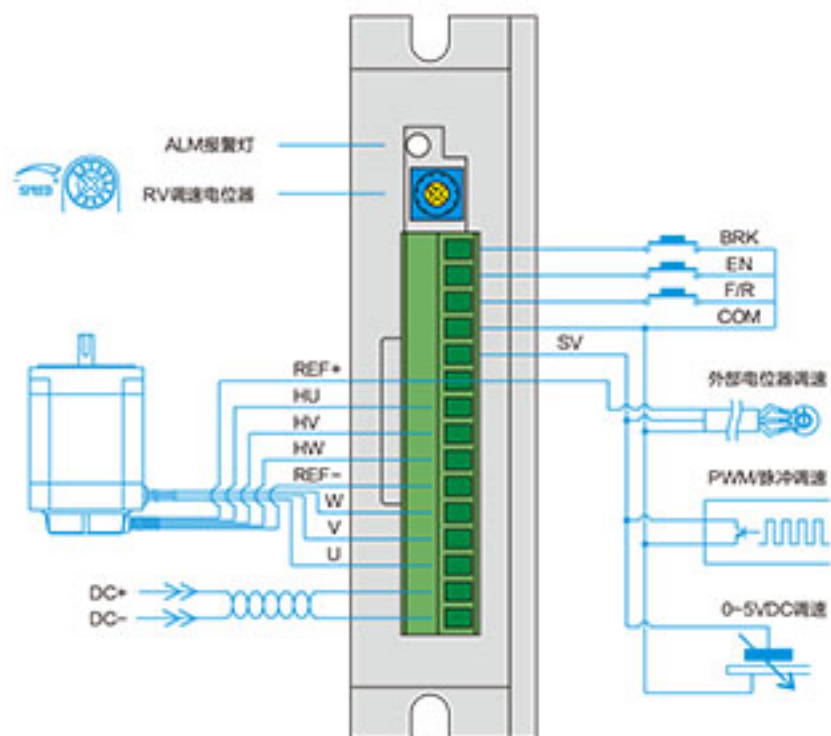 ALM报警灯
SPEED
RV调速电位器
BRK
EN
F/R
COM
SV
REF+
外部电位器调速
HU
HV
HW
REF-
PWM/脉冲调速
W
V
U
DC+
DC-
0~5VDC调速